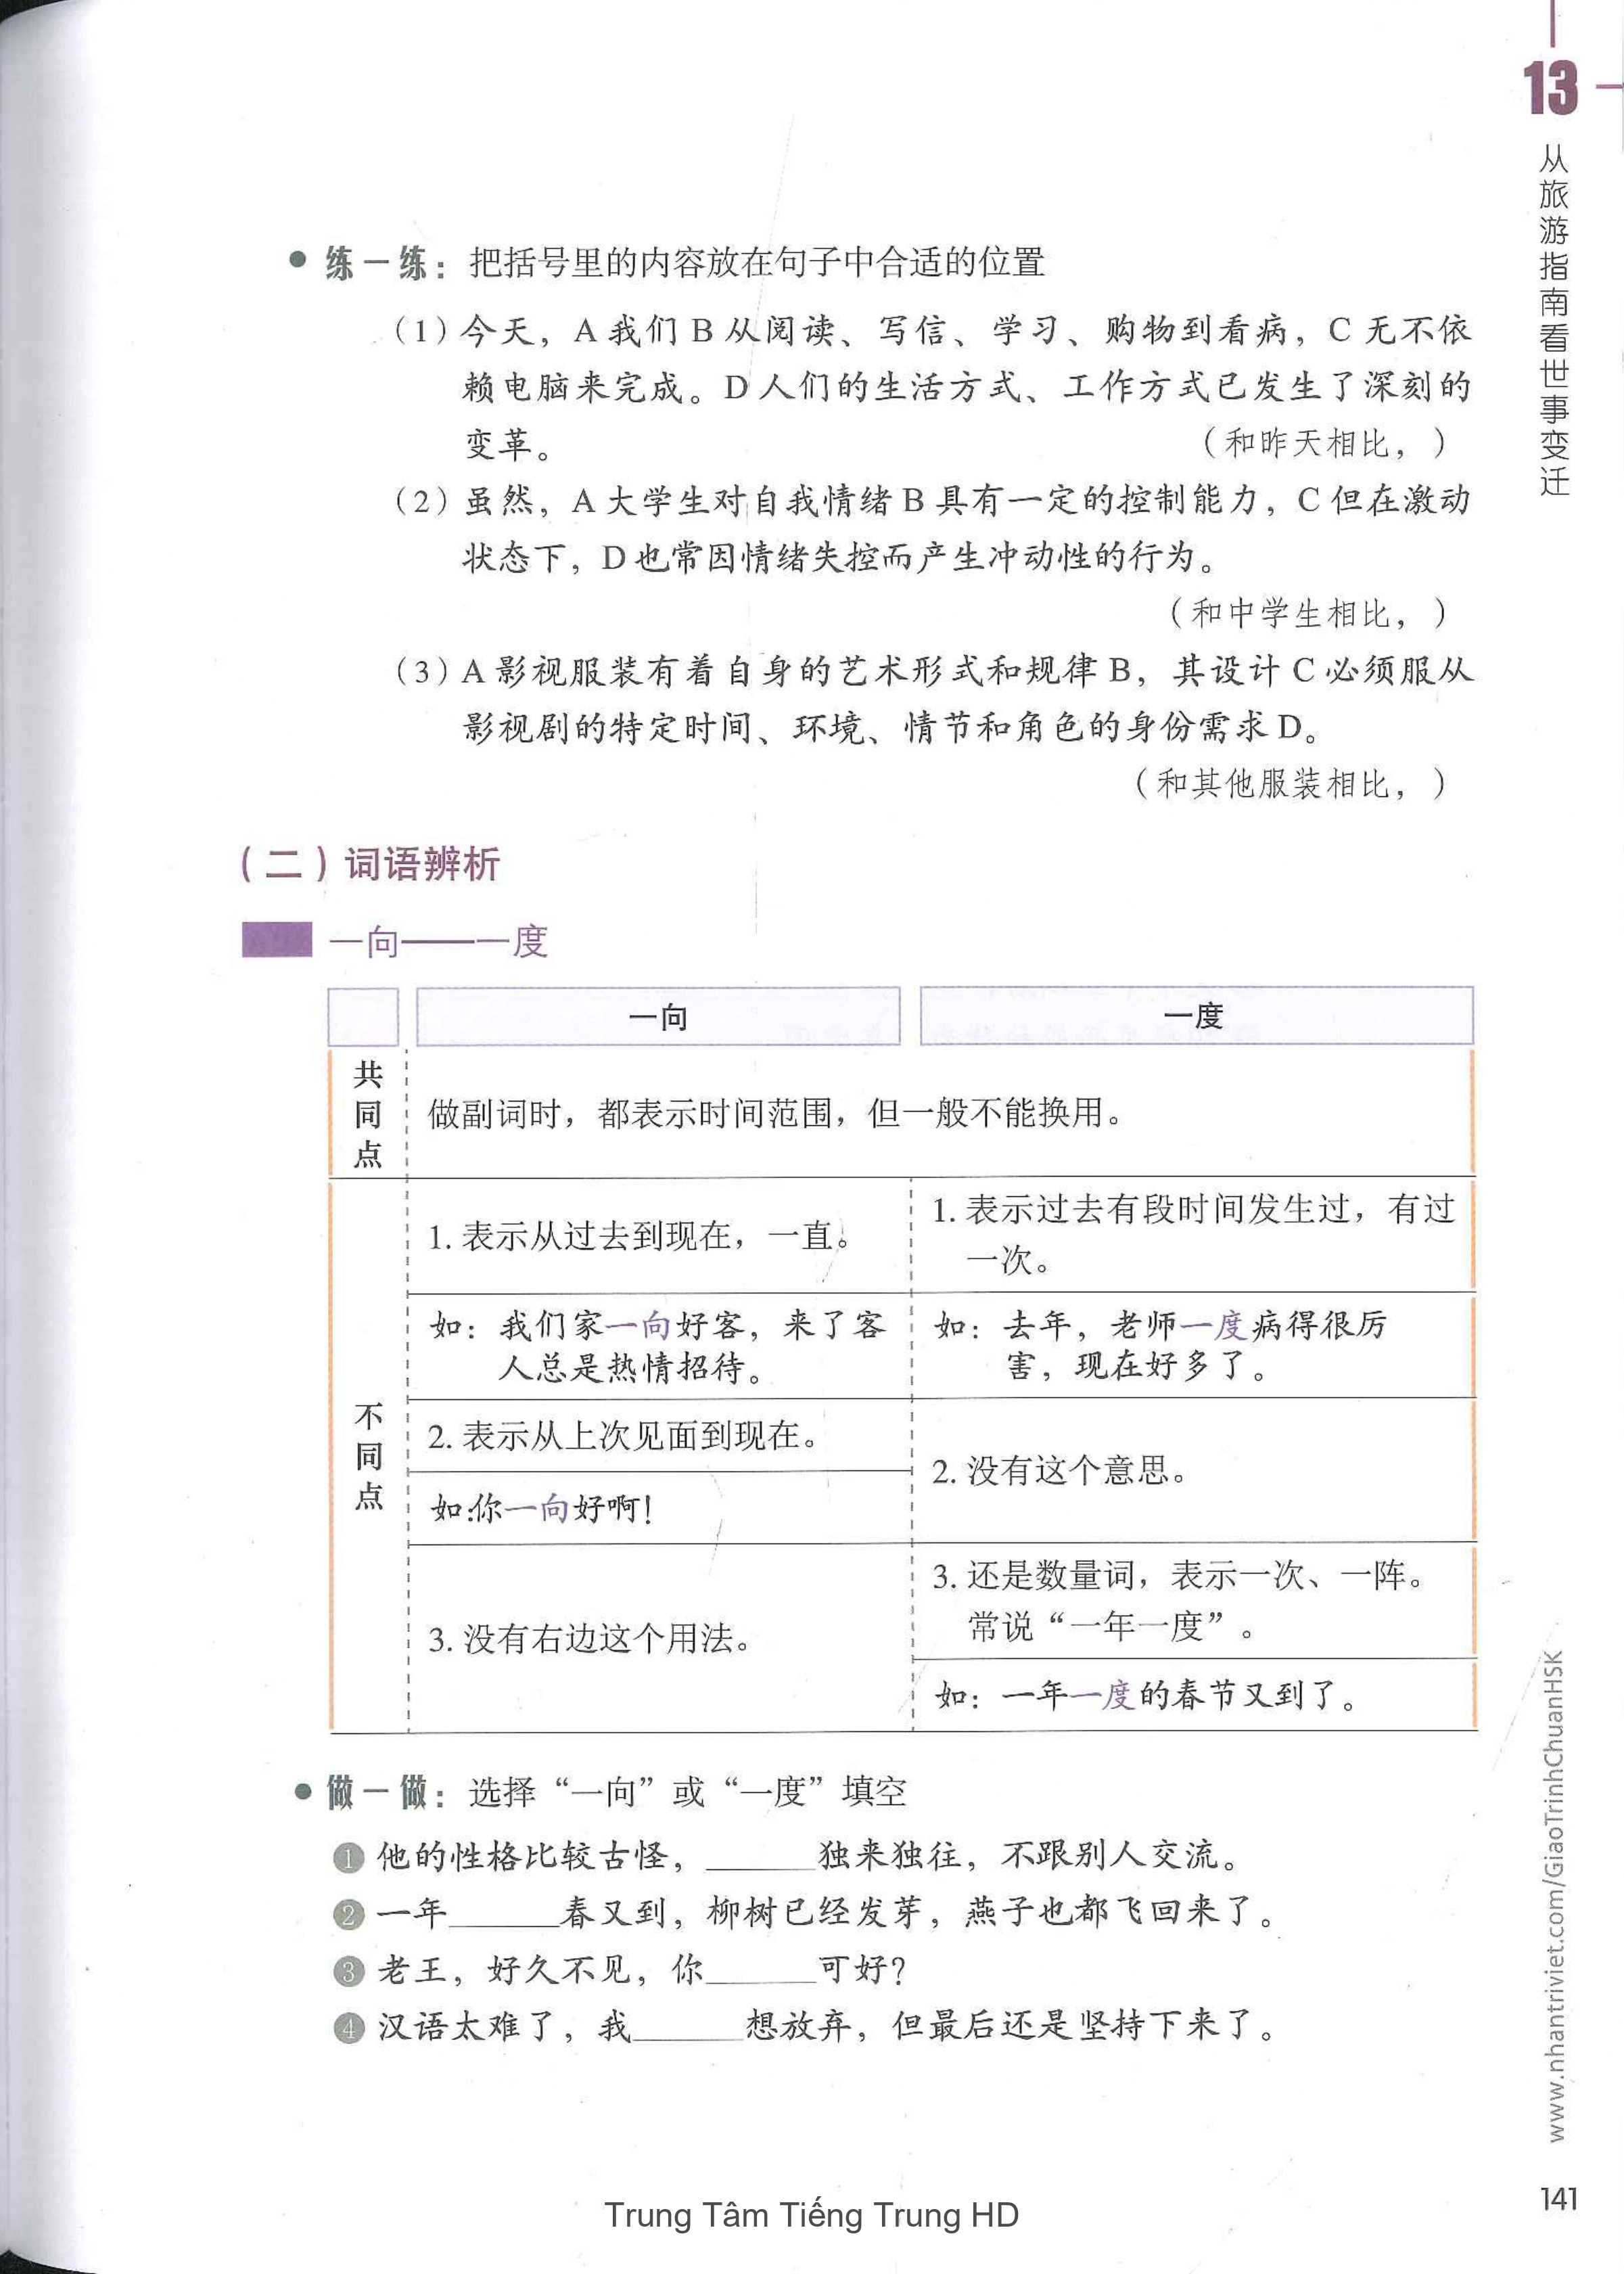 13
从旅游指南看世事变迁
● 练一练：把括号里的内容放在句子中合适的位置
（1）今天，A 我们 B 从阅读、写信、学习、购物到看病，C 无不依
赖电脑来完成。D 人们的生活方式、工作方式已发生了深刻的
变革。（和昨天相比，）
（2）虽然，A 大学生对自我情绪 B 具有一定的控制能力，C 但在激动
状态下，D 也常因情绪失控而产生冲动性的行为。
（和中学生相比，）
（3）A 影视服装有着自身的艺术形式和规律 B，其设计 C 必须服从
影视剧的特定时间、环境、情节和角色的身份需求 D。
（和其他服装相比，）
（二）词语辨析
一向——一度
一向 一度
共同点
做副词时，都表示时间范围，但一般不能换用。
不同点
1. 表示从过去到现在，一直。
1. 表示过去有段时间发生过，有过
一次。
如：我们家一向好客，来了客
人总是热情招待。
如：去年，老师一度病得很厉
害，现在好多了。
2. 表示从上次见面到现在。
如：你一向好啊！
2. 没有这个意思。
3. 没有右边这个用法。
3. 还是数量词，表示一次、一阵。
常说“一年一度”。
如：一年一度的春节又到了。
● 做一做：选择“一向”或“一度”填空
1 他的性格比较古怪，______独来独往，不跟别人交流。
2 一年______春又到，柳树已经发芽，燕子也都飞回来了。
3 老王，好久不见，你______可好？
4 汉语太难了，我______想放弃，但最后还是坚持下来了。
www.nhantriviet.com/GiaoTrinhChuanHSK
141
Trung Tâm Tiếng Trung HD